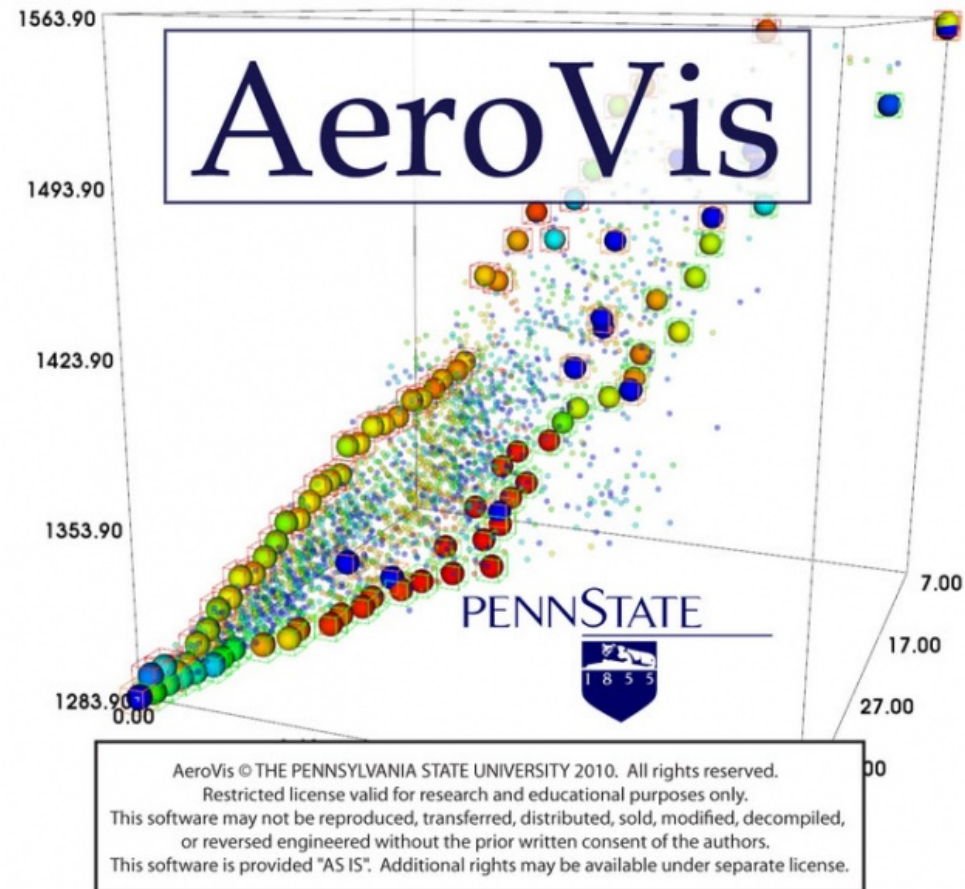 1563.90
AeroVis
1493.90
1423.90
1353.90
7.00
PENNSTATE
17.00
1855
1283.90
0.00
27.00
00
AeroVis © THE PENNSYLVANIA STATE UNIVERSITY 2010. All rights reserved.
Restricted license valid for research and educational purposes only.
This software may not be reproduced, transferred, distributed, sold, modified, decompiled,
or reversed engineered without the prior written consent of the authors.
This software is provided "AS IS". Additional rights may be available under separate license.